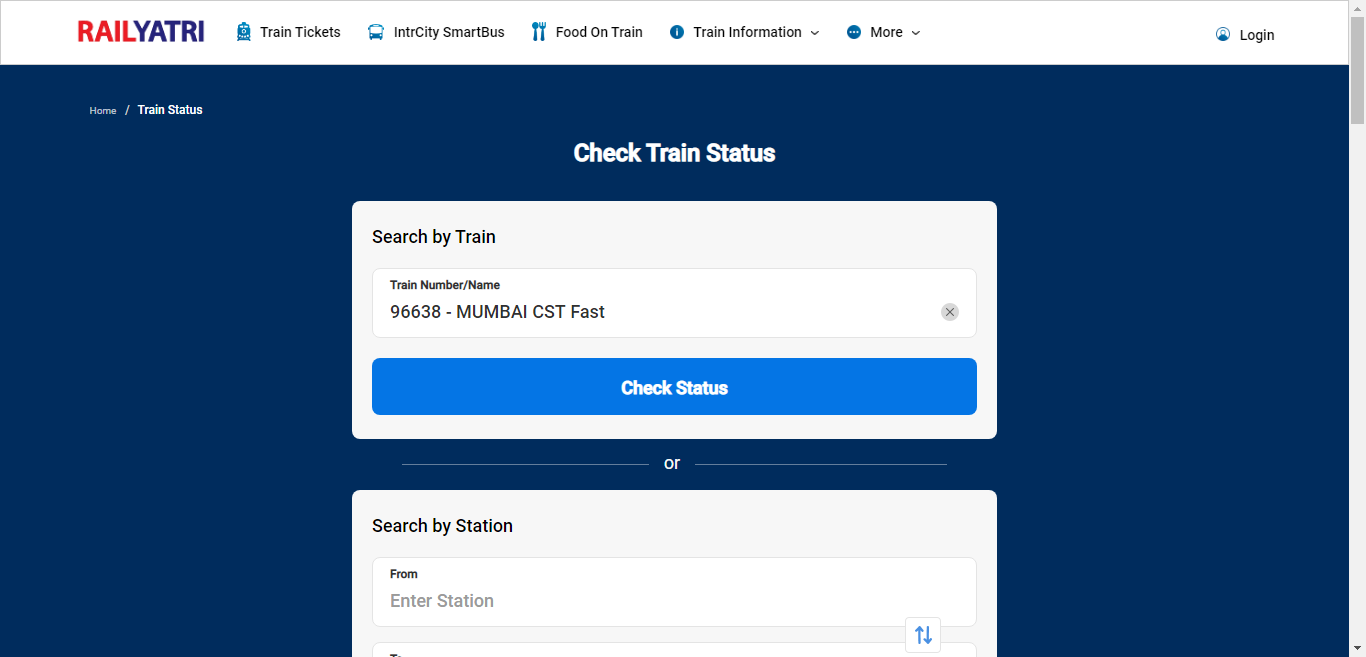 RAILYATRI Train Tickets IntrCity SmartBus Food On Train Train Information More Login
Home / Train Status
Check Train Status
Search by Train
Train Number/Name
96638 - MUMBAI CST Fast
Check Status
or
Search by Station
From
Enter Station